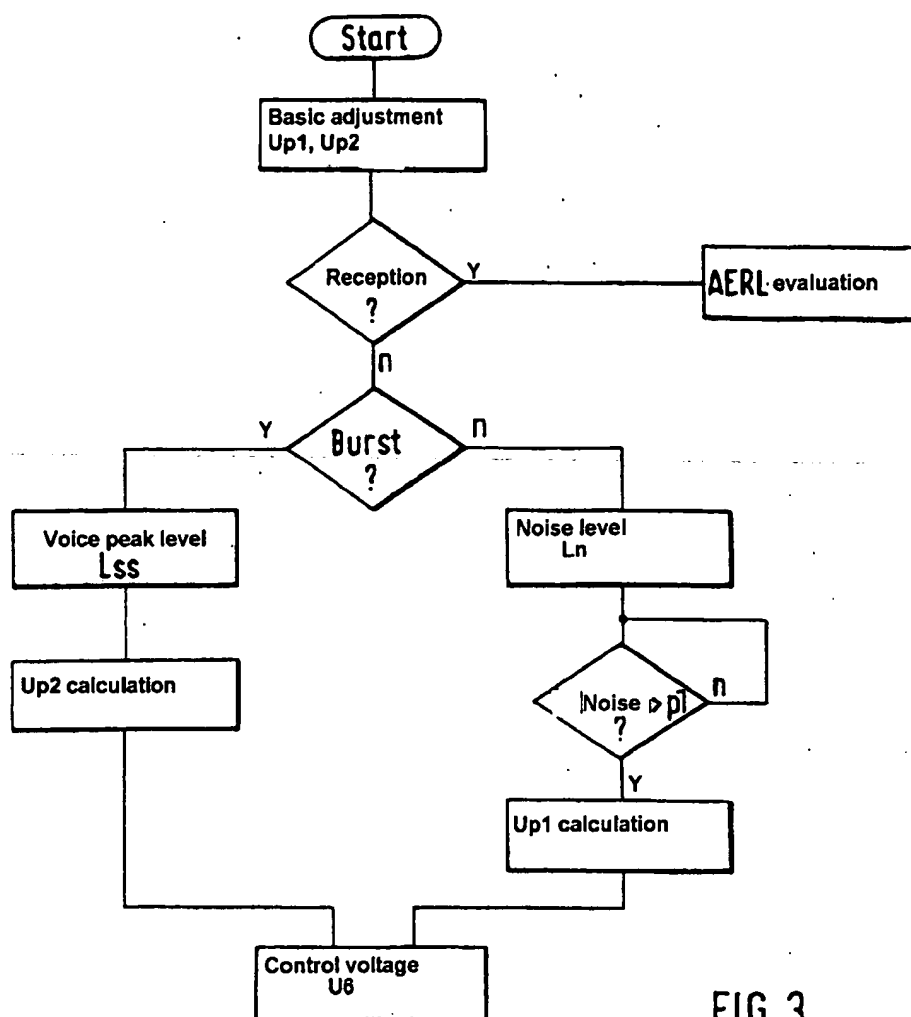 Start
Basic adjustment
Up1, Up2
Reception
?
Y
AERL evaluation
n
Y
Burst
?
n
Voice peak level
Lss
Noise level
Ln
Up2 calculation
Noise > pT
?
n
Y
Up1 calculation
Control voltage
U6
FIG. 3